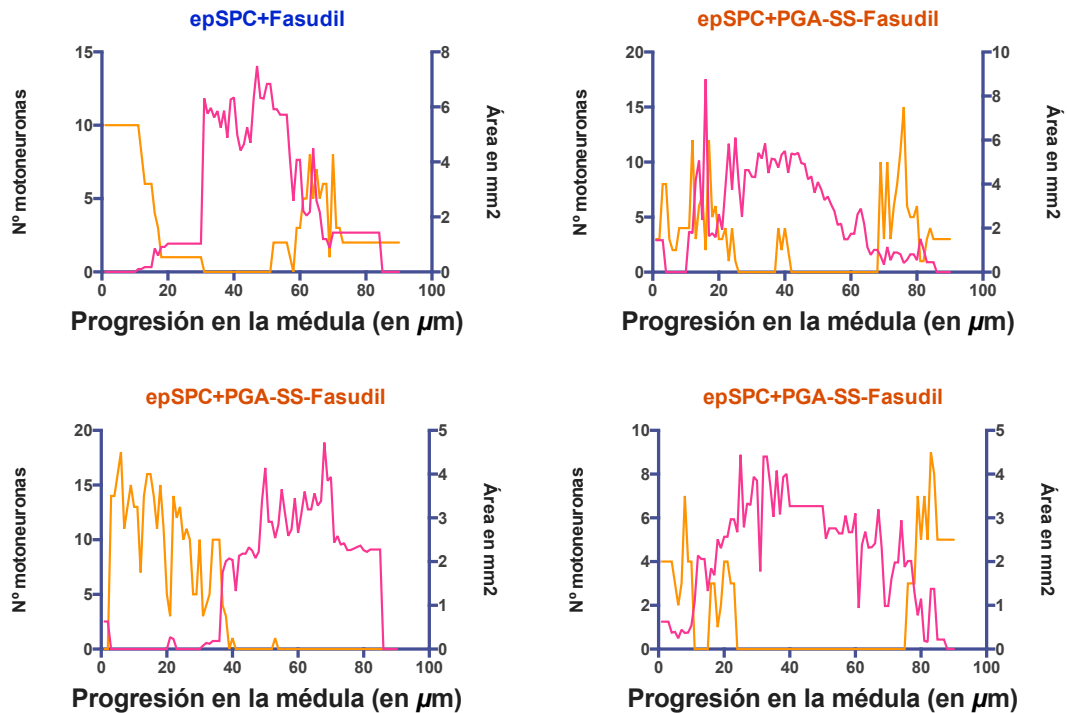 epSPC+Fasudil
15
10
5
0
8
6
4
2
0
Nº motoneuronas
Área en mm2
0 20 40 60 80 100
Progresión en la médula (en µm)
epSPC+PGA-SS-Fasudil
20
15
10
5
0
10
8
6
4
2
0
Nº motoneuronas
Área en mm2
0 20 40 60 80 100
Progresión en la médula (en µm)
epSPC+PGA-SS-Fasudil
20
15
10
5
0
5
4
3
2
1
0
Nº motoneuronas
Área en mm2
0 20 40 60 80 100
Progresión en la médula (en µm)
epSPC+PGA-SS-Fasudil
10
8
6
4
2
0
5
4
3
2
1
0
Nº motoneuronas
Área en mm2
0 20 40 60 80 100
Progresión en la médula (en µm)